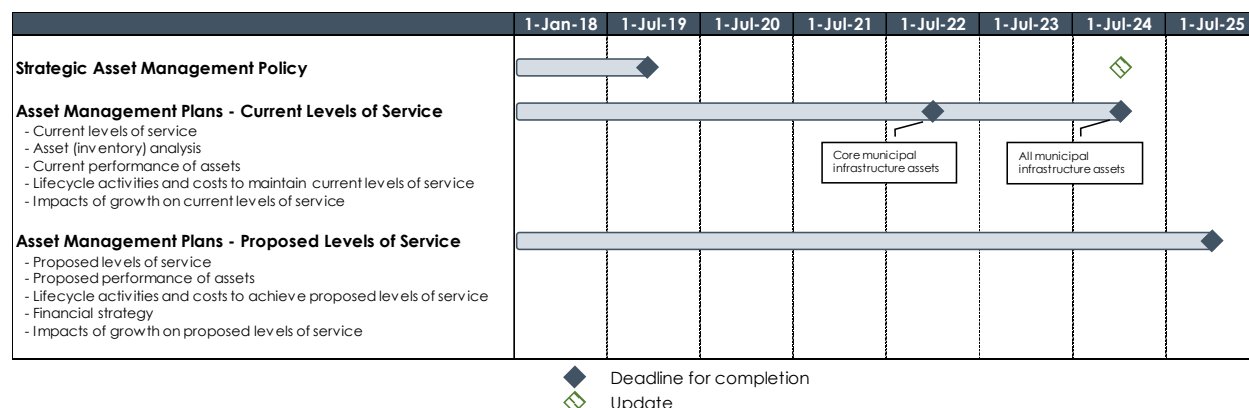 1-Jan-18 1-Jul-19 1-Jul-20 1-Jul-21 1-Jul-22 1-Jul-23 1-Jul-24 1-Jul-25
Strategic Asset Management Policy
Asset Management Plans - Current Levels of Service
- Current levels of service
- Asset (inventory) analysis
- Current performance of assets
- Lifecycle activities and costs to maintain current levels of service
- Impacts of growth on current levels of service
Core municipal
infrastructure assets
All municipal
infrastructure assets
Asset Management Plans - Proposed Levels of Service
- Proposed levels of service
- Proposed performance of assets
- Lifecycle activities and costs to achieve proposed levels of service
- Financial strategy
- Impacts of growth on proposed levels of service
Deadline for completion
Update